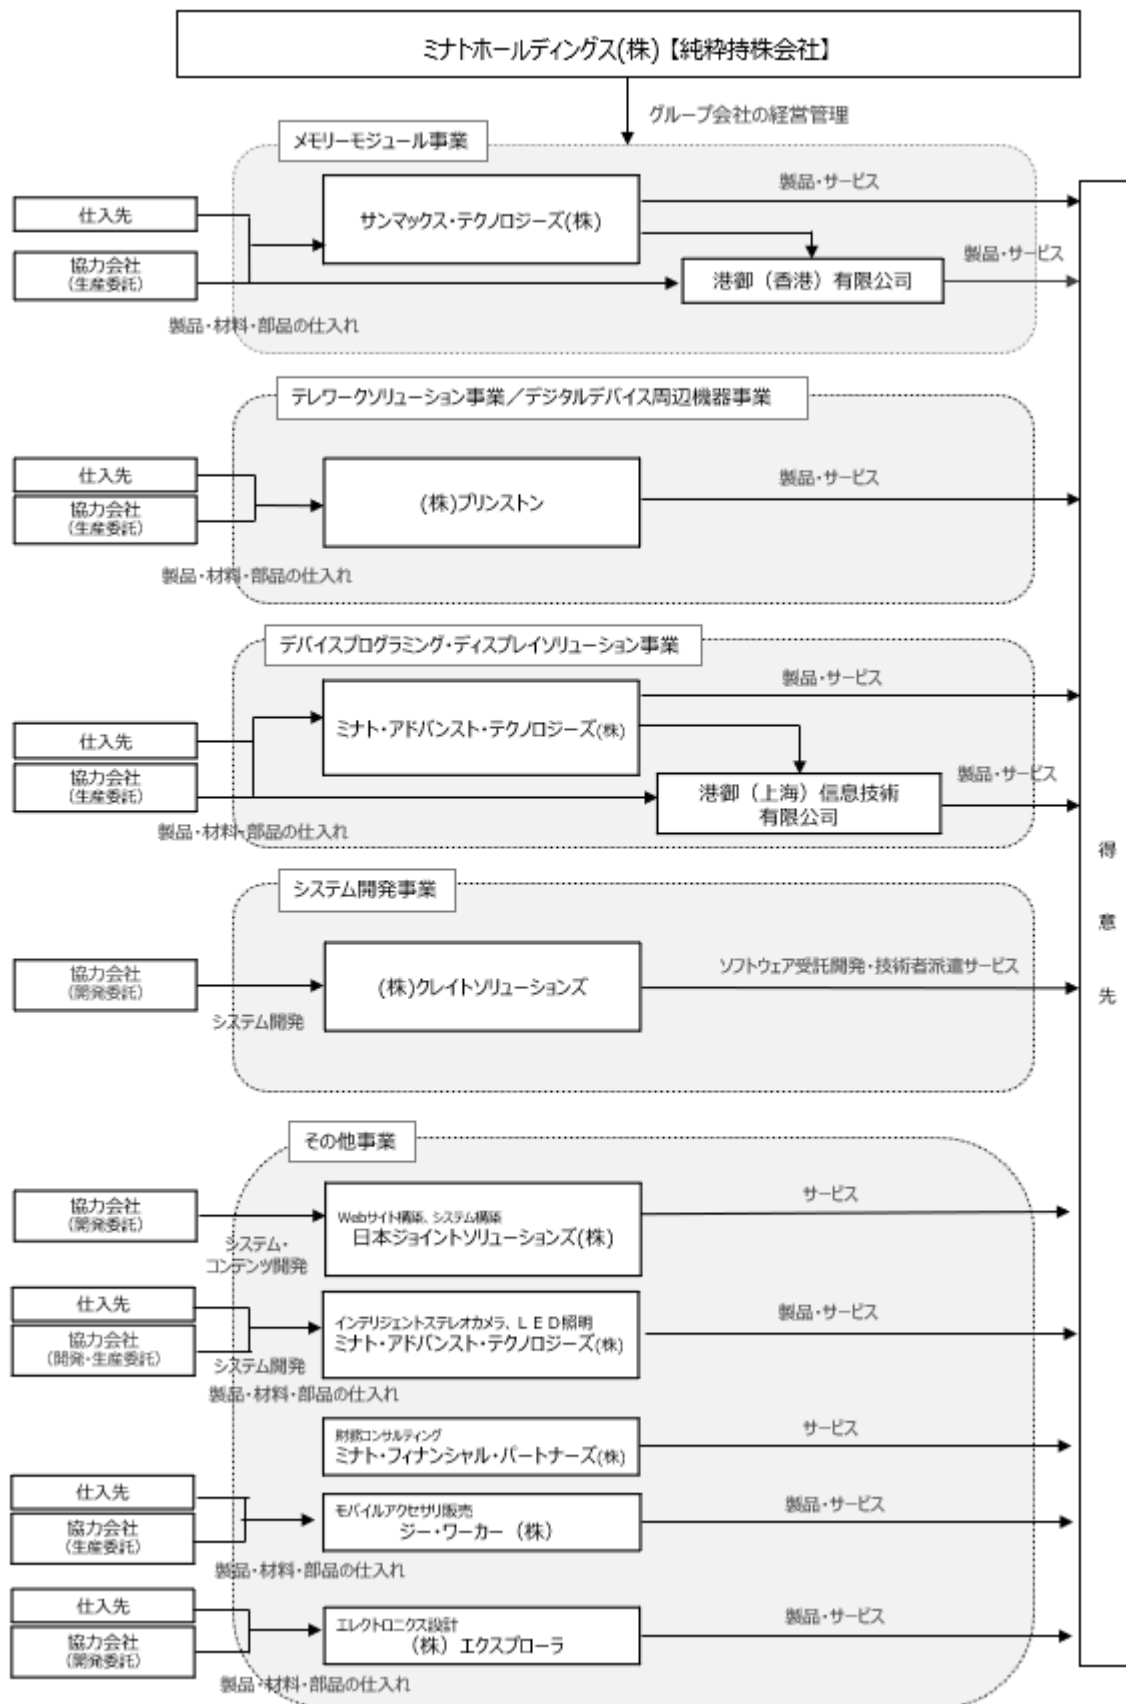 ミナトホールディングス(株)【純粋持株会社】
グループ会社の経営管理
メモリーモジュール事業
仕入先
協力会社
(生産委託)
製品・材料・部品の仕入れ
サンマックス・テクノロジーズ(株)
港御（香港）有限公司
製品・サービス
製品・サービス
テレワークソリューション事業／デジタルデバイス周辺機器事業
仕入先
協力会社
(生産委託)
製品・材料・部品の仕入れ
(株)プリンストン
製品・サービス
デバイスプログラミング・ディスプレイソリューション事業
仕入先
協力会社
(生産委託)
製品・材料・部品の仕入れ
ミナト・アドバンスト・テクノロジーズ(株)
港御（上海）信息技術
有限公司
製品・サービス
製品・サービス
システム開発事業
協力会社
(開発委託)
システム開発
(株)クレイトソリューションズ
ソフトウェア受託開発・技術者派遣サービス
その他事業
協力会社
(開発委託)
システム・
コンテンツ開発
Webサイト構築、システム構築
日本ジョイントソリューションズ(株)
サービス
仕入先
協力会社
(開発・生産委託)
システム開発
製品・材料・部品の仕入れ
インテリジェントステレオカメラ、ＬＥＤ照明
ミナト・アドバンスト・テクノロジーズ(株)
製品・サービス
財務コンサルティング
ミナト・フィナンシャル・パートナーズ(株)
サービス
仕入先
協力会社
(生産委託)
製品・材料・部品の仕入れ
モバイルアクセサリ販売
ジー・ワーカー（株）
製品・サービス
仕入先
協力会社
(開発委託)
製品・材料・部品の仕入れ
エレクトロニクス設計
（株）エクスプローラ
製品・サービス
得
意
先